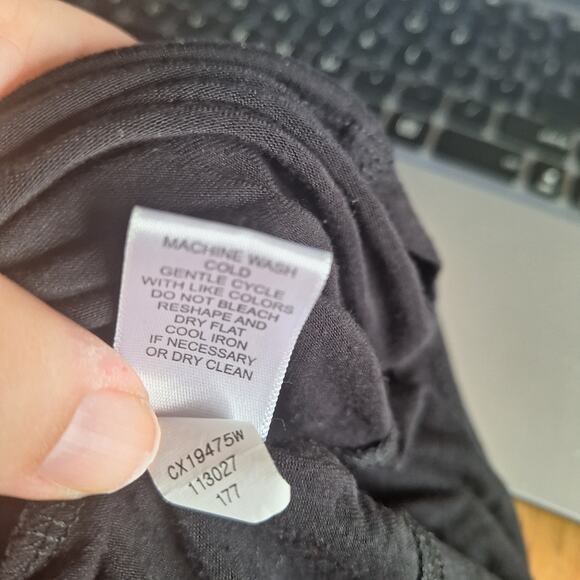 MACHINE WASH
COLD
GENTLE CYCLE
WITH LIKE COLORS
DO NOT BLEACH
RESHAPE AND
DRY FLAT
COOL IRON
IF NECESSARY
OR DRY CLEAN
CX19475W
113027
177